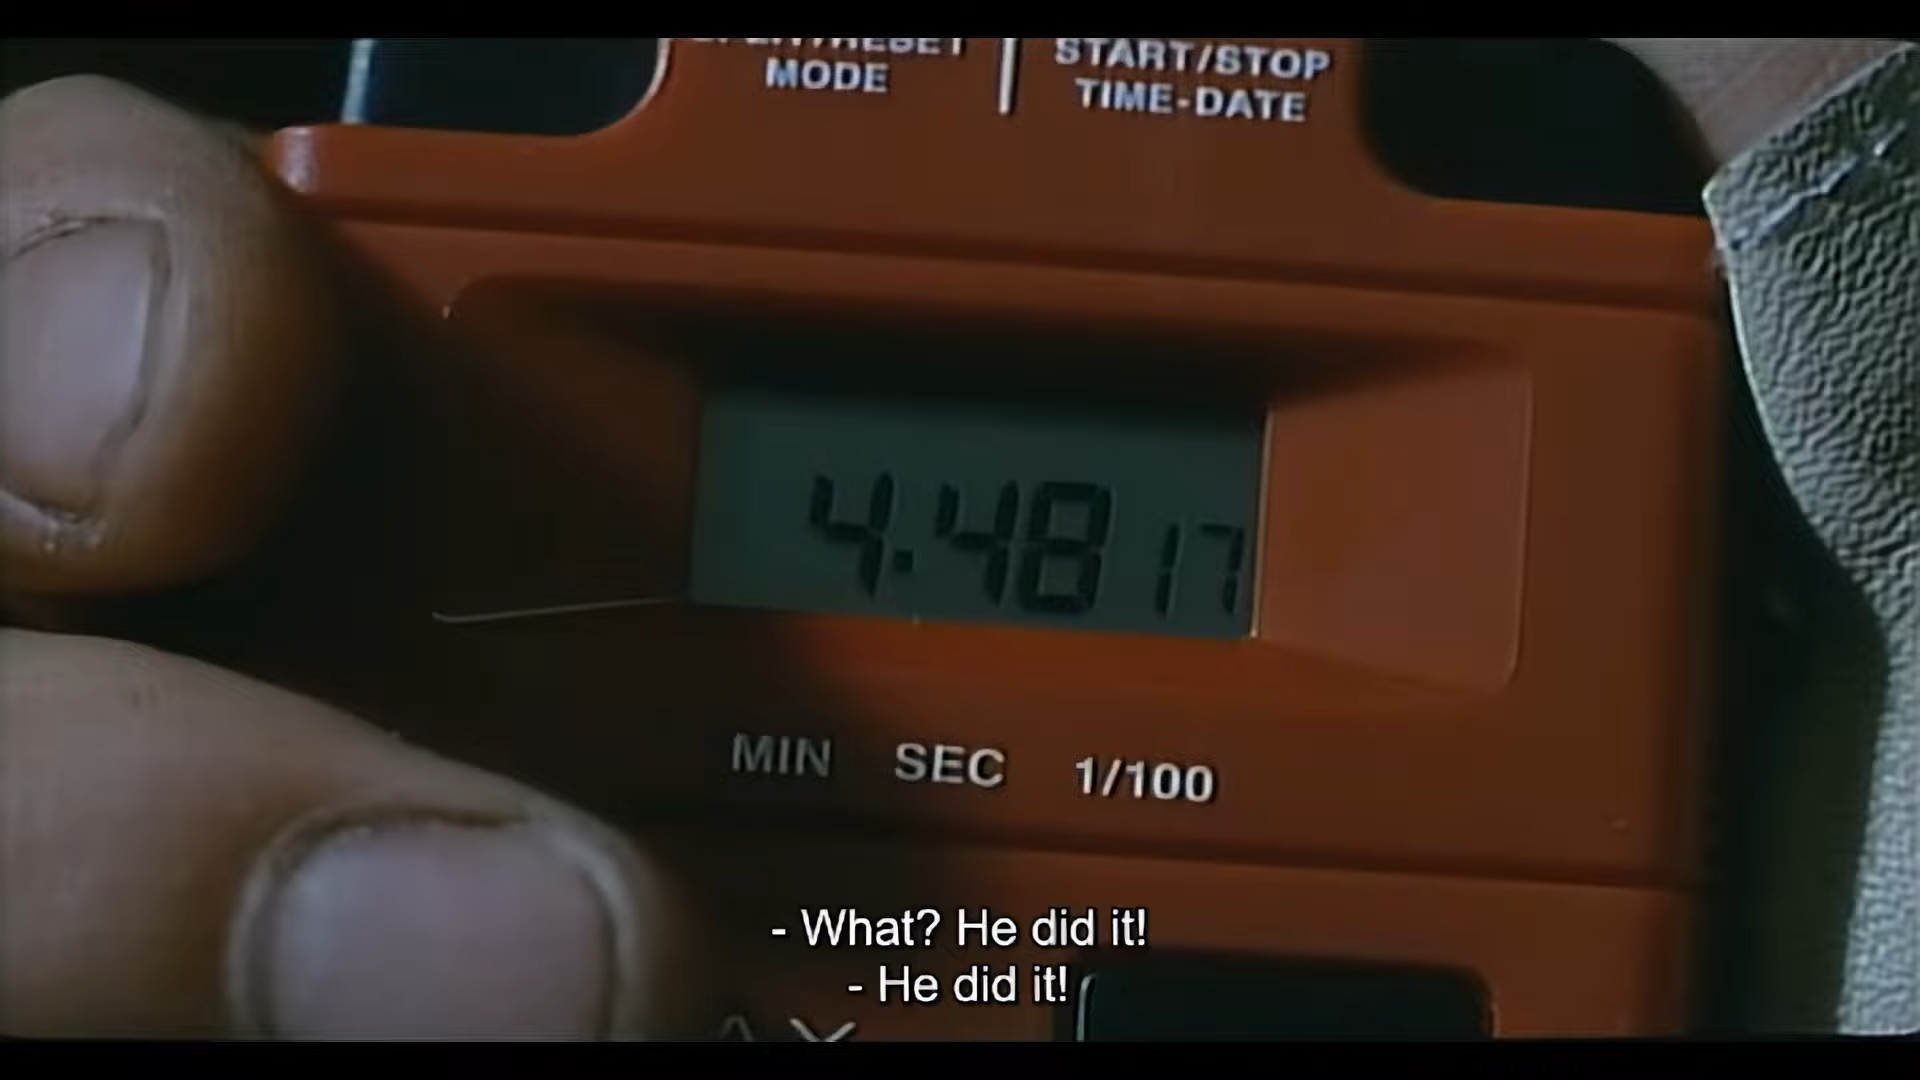 MODE
START/STOP
TIME-DATE
4.48 17
MIN SEC 1/100
- What? He did it!
- He did it!